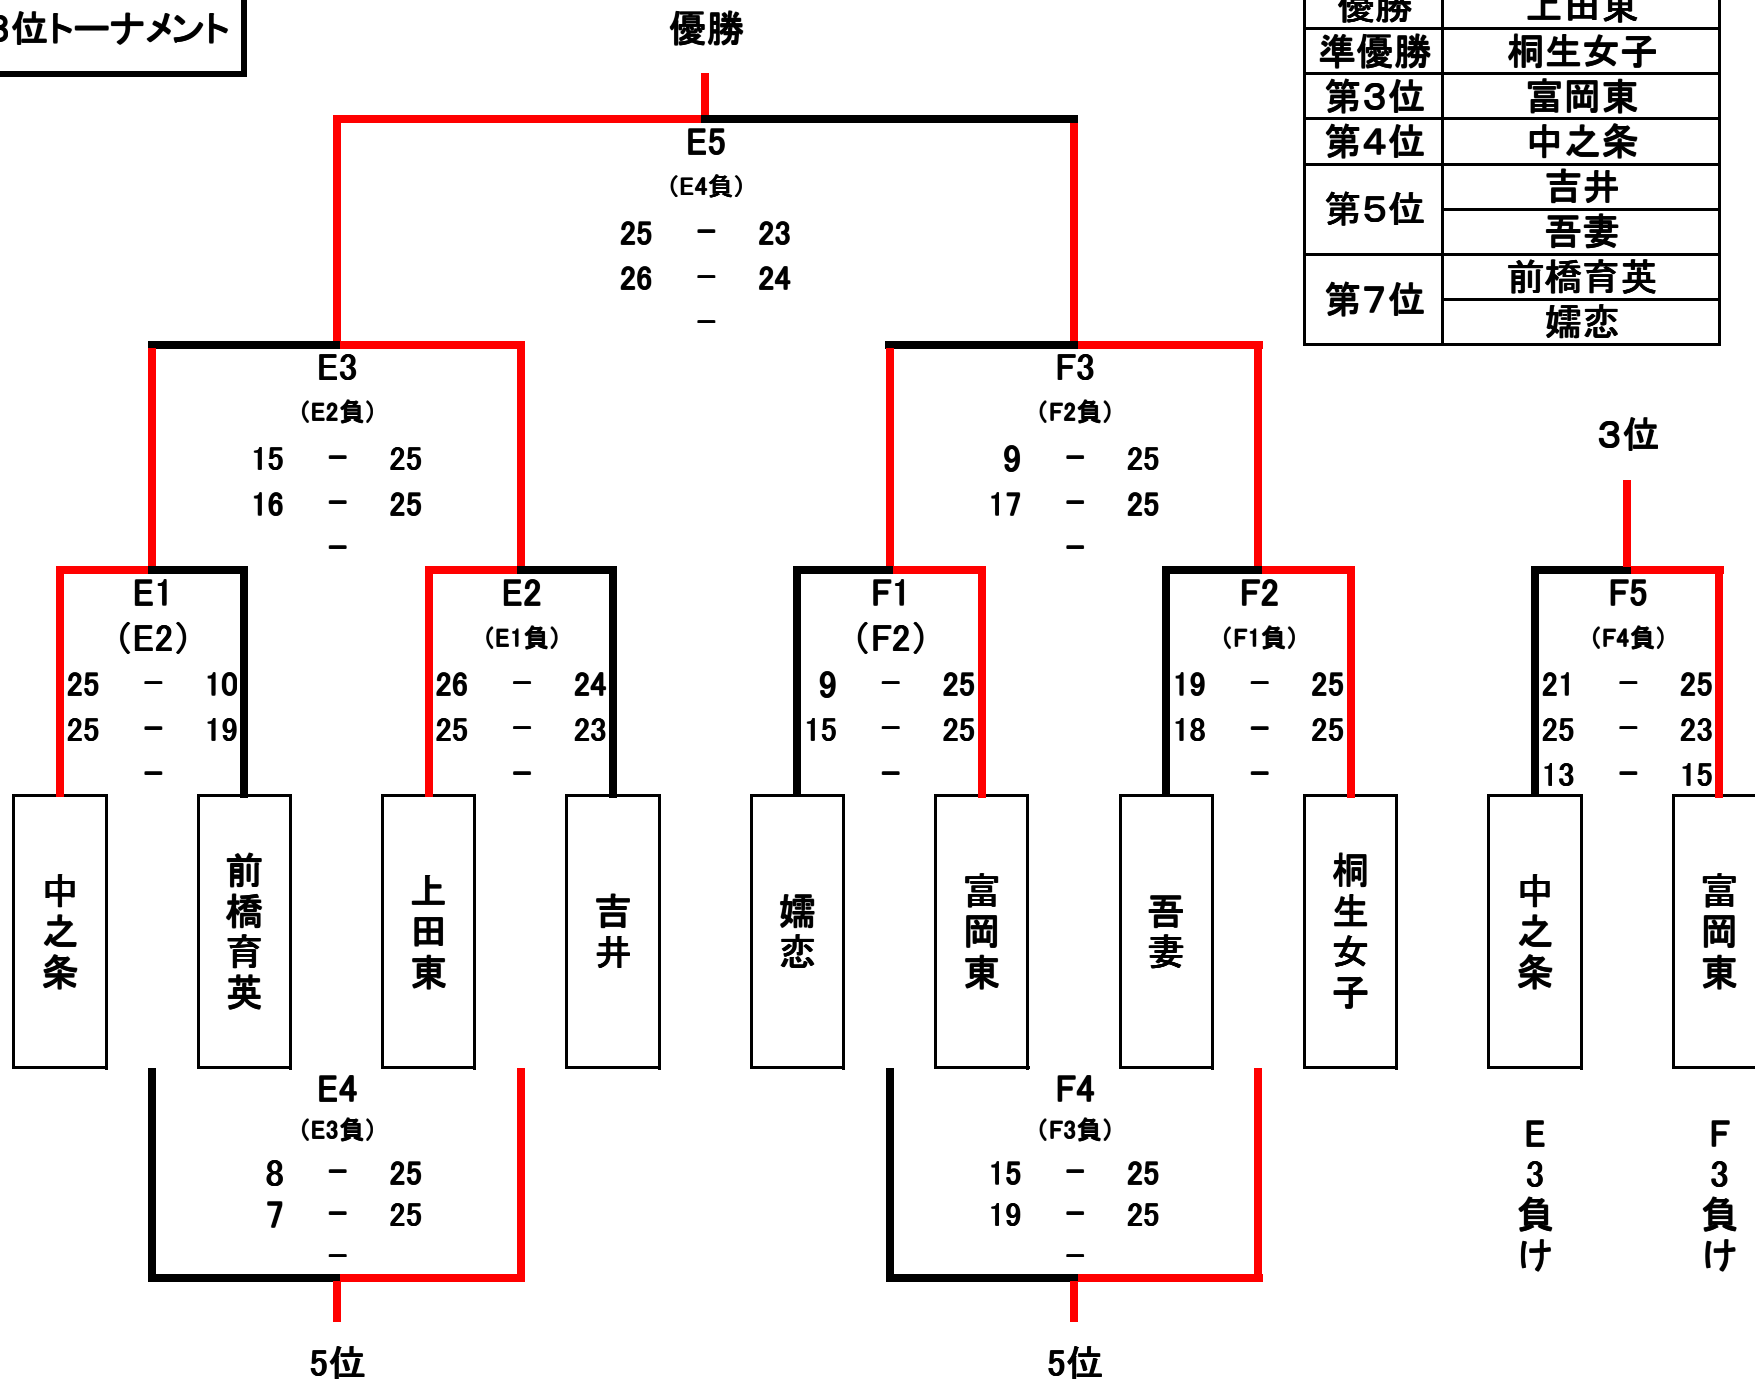 3位トーナメント
優勝
優勝 上田東
準優勝 桐生女子
第3位 富岡東
第4位 中之条
第5位 吉井
吾妻
第7位 前橋育英
嬬恋
E5
(E4負)
25 － 23
26 － 24
－
E3
(E2負)
15 － 25
16 － 25
－
F3
(F2負)
9 － 25
17 － 25
－
3位
E1
(E2)
25 － 10
25 － 19
－
E2
(E1負)
26 － 24
25 － 23
－
F1
(F2)
9 － 25
15 － 25
－
F2
(F1負)
19 － 25
18 － 25
－
F5
(F4負)
21 － 25
25 － 23
13 － 15
中之条
前橋育英
上田東
吉井
嬬恋
富岡東
吾妻
桐生女子
中之条
富岡東
E4
(E3負)
8 － 25
7 － 25
－
5位
F4
(F3負)
15 － 25
19 － 25
－
5位
E3負け
F3負け